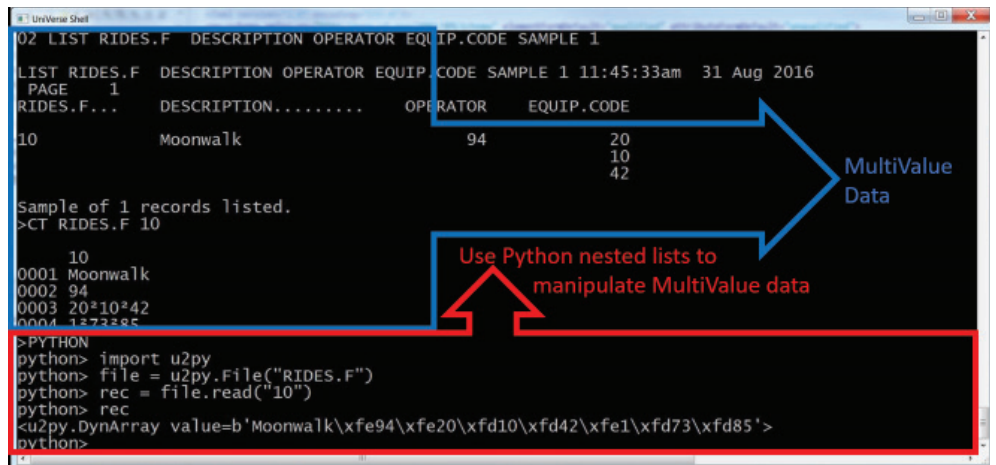 UniVerse Shell
02 LIST RIDES.F DESCRIPTION OPERATOR EQUIP.CODE SAMPLE 1
LIST RIDES.F DESCRIPTION OPERATOR EQUIP.CODE SAMPLE 1 11:45:33am 31 Aug 2016
PAGE 1
RIDES.F... DESCRIPTION......... OPERATOR EQUIP.CODE
10 Moonwalk 94 20
10
42
MultiValue
Data
Sample of 1 records listed.
>CT RIDES.F 10
10
0001 Moonwalk
0002 94
0003 20²10²42
0004 1²73²85
Use Python nested lists to
manipulate MultiValue data
>PYTHON
python> import u2py
python> file = u2py.File("RIDES.F")
python> rec = file.read("10")
python> rec
<u2py.DynArray value=b'Moonwalk\xfe94\xfe20\xfd10\xfd42\xfe1\xfd73\xfd85'>
python>